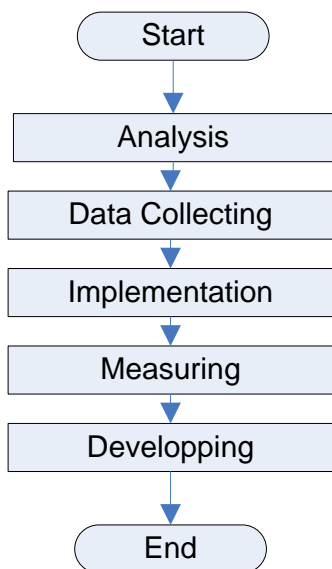 Start
Analysis
Data Collecting
Implementation
Measuring
Developping
End